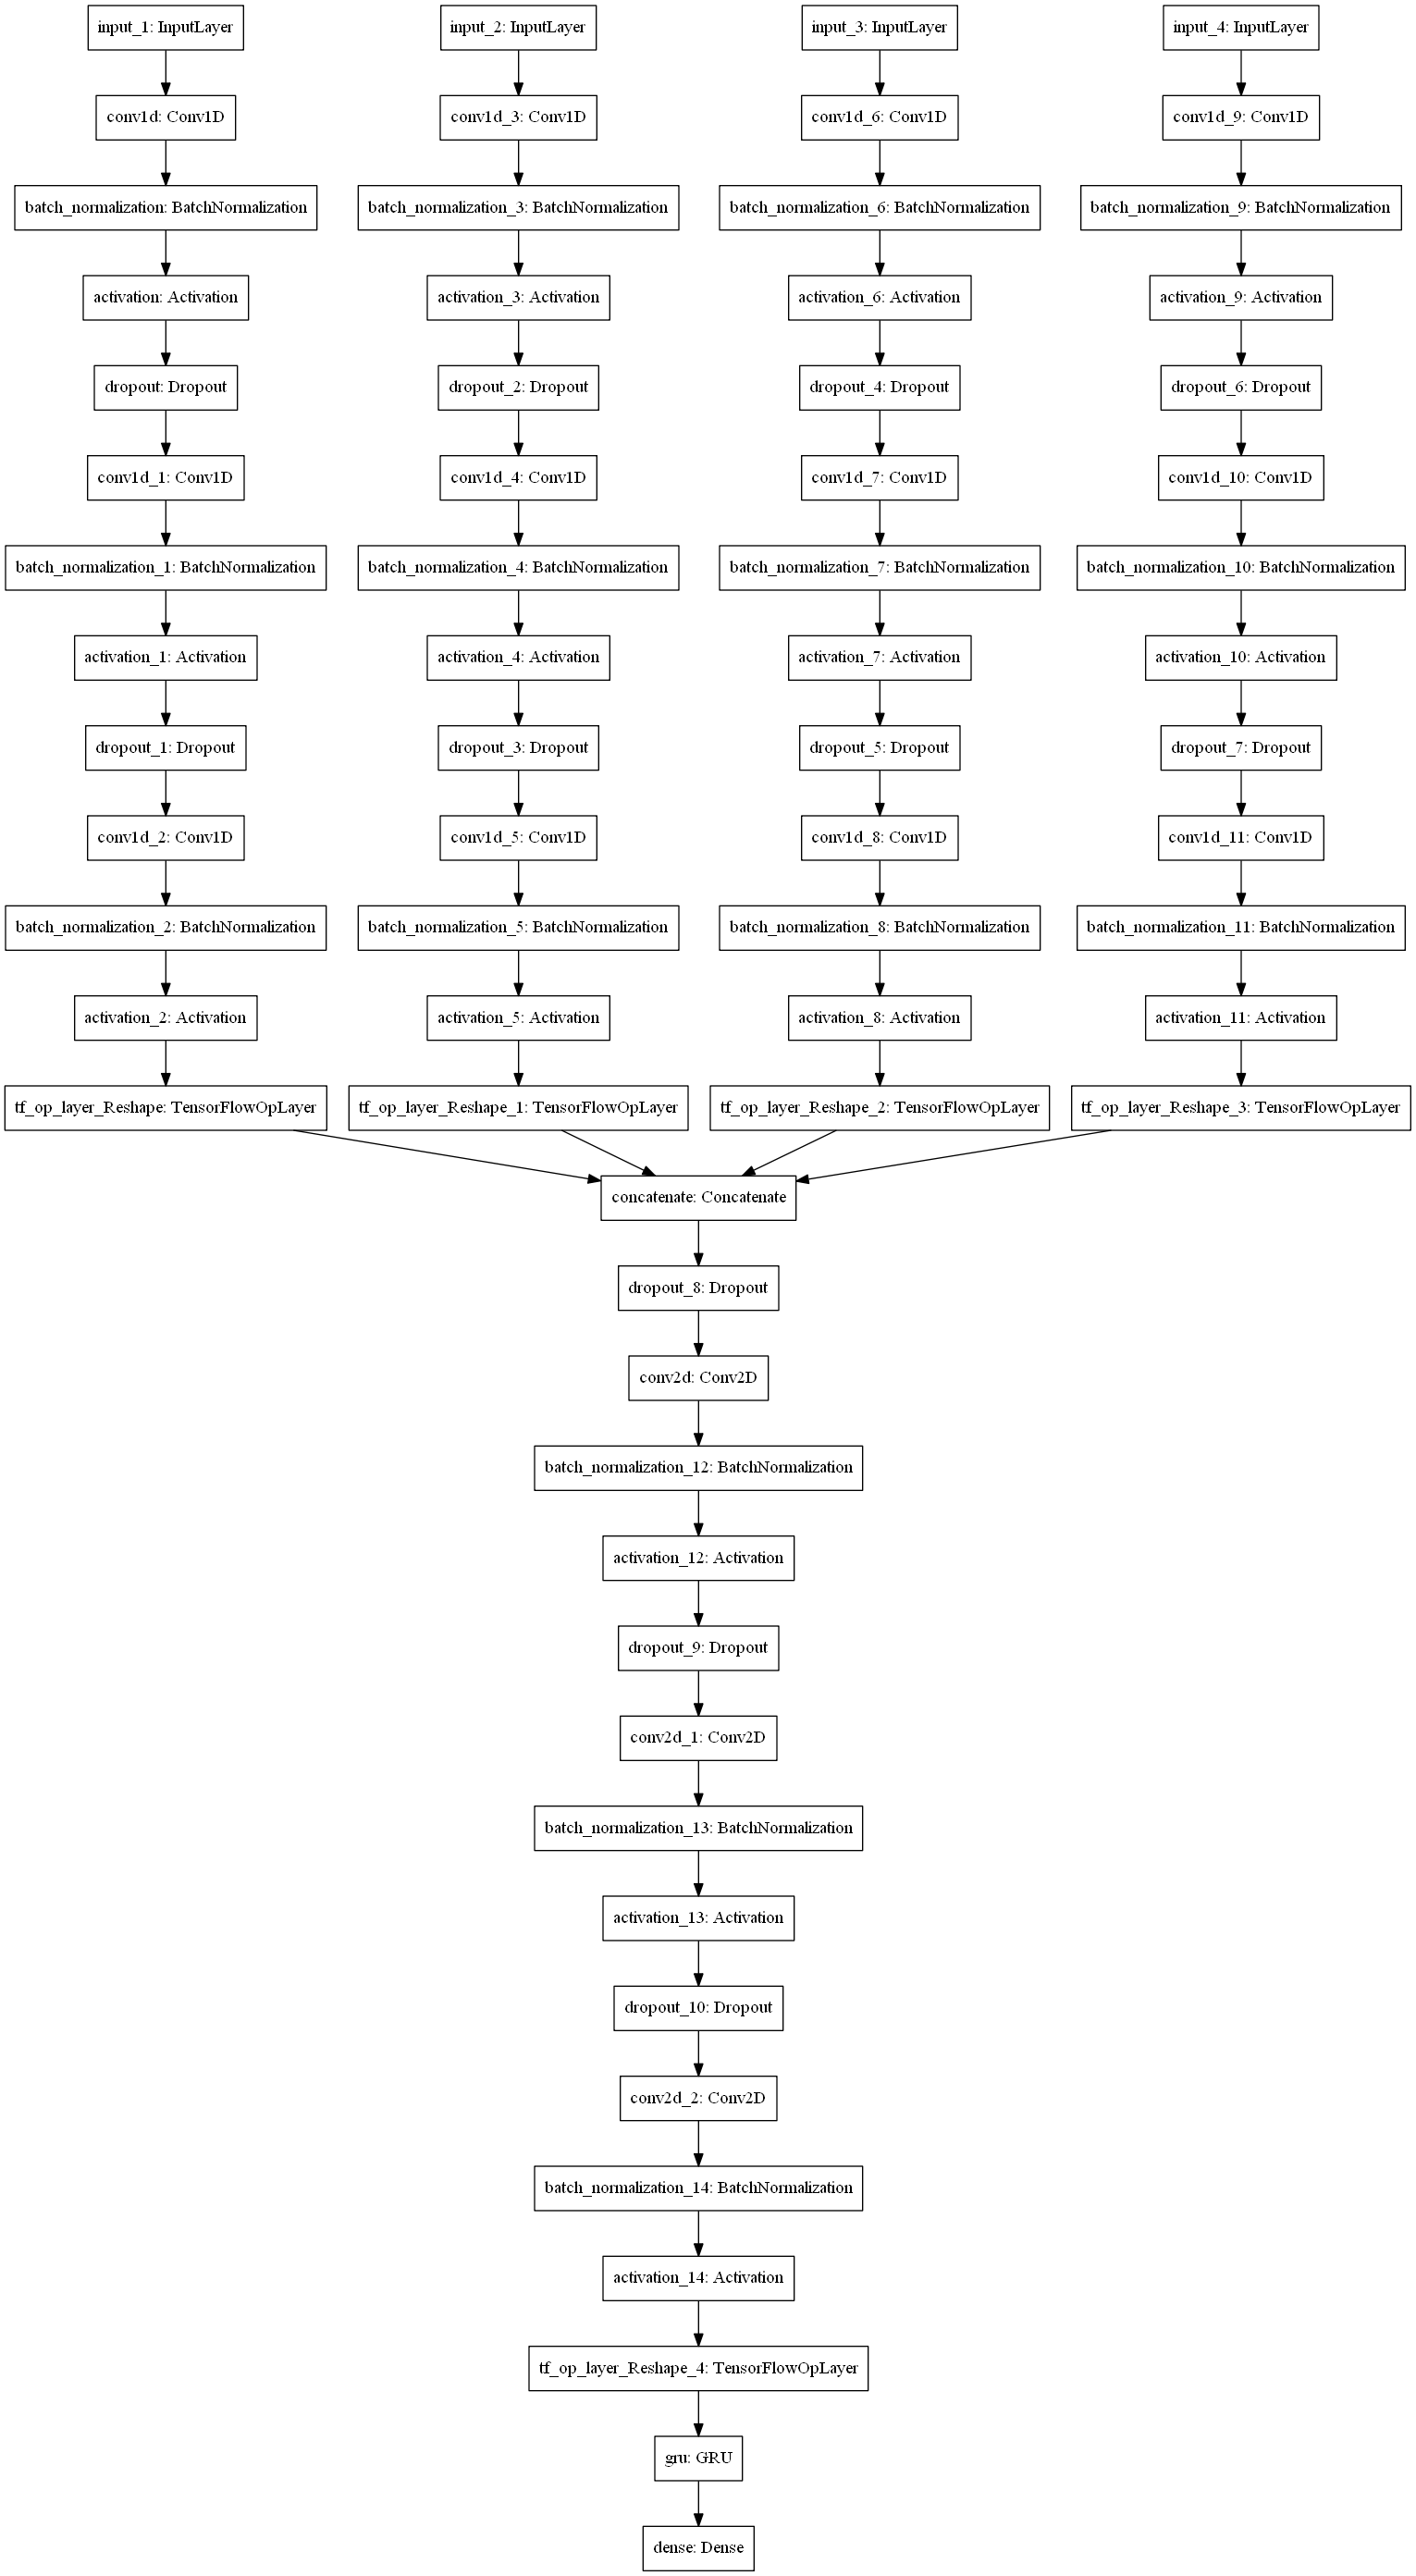 input_1: InputLayer
input_2: InputLayer
input_3: InputLayer
input_4: InputLayer
conv1d: Conv1D
conv1d_3: Conv1D
conv1d_6: Conv1D
conv1d_9: Conv1D
batch_normalization: BatchNormalization
batch_normalization_3: BatchNormalization
batch_normalization_6: BatchNormalization
batch_normalization_9: BatchNormalization
activation: Activation
activation_3: Activation
activation_6: Activation
activation_9: Activation
dropout: Dropout
dropout_2: Dropout
dropout_4: Dropout
dropout_6: Dropout
conv1d_1: Conv1D
conv1d_4: Conv1D
conv1d_7: Conv1D
conv1d_10: Conv1D
batch_normalization_1: BatchNormalization
batch_normalization_4: BatchNormalization
batch_normalization_7: BatchNormalization
batch_normalization_10: BatchNormalization
activation_1: Activation
activation_4: Activation
activation_7: Activation
activation_10: Activation
dropout_1: Dropout
dropout_3: Dropout
dropout_5: Dropout
dropout_7: Dropout
conv1d_2: Conv1D
conv1d_5: Conv1D
conv1d_8: Conv1D
conv1d_11: Conv1D
batch_normalization_2: BatchNormalization
batch_normalization_5: BatchNormalization
batch_normalization_8: BatchNormalization
batch_normalization_11: BatchNormalization
activation_2: Activation
activation_5: Activation
activation_8: Activation
activation_11: Activation
tf_op_layer_Reshape: TensorFlowOpLayer
tf_op_layer_Reshape_1: TensorFlowOpLayer
tf_op_layer_Reshape_2: TensorFlowOpLayer
tf_op_layer_Reshape_3: TensorFlowOpLayer
concatenate: Concatenate
dropout_8: Dropout
conv2d: Conv2D
batch_normalization_12: BatchNormalization
activation_12: Activation
dropout_9: Dropout
conv2d_1: Conv2D
batch_normalization_13: BatchNormalization
activation_13: Activation
dropout_10: Dropout
conv2d_2: Conv2D
batch_normalization_14: BatchNormalization
activation_14: Activation
tf_op_layer_Reshape_4: TensorFlowOpLayer
gru: GRU
dense: Dense